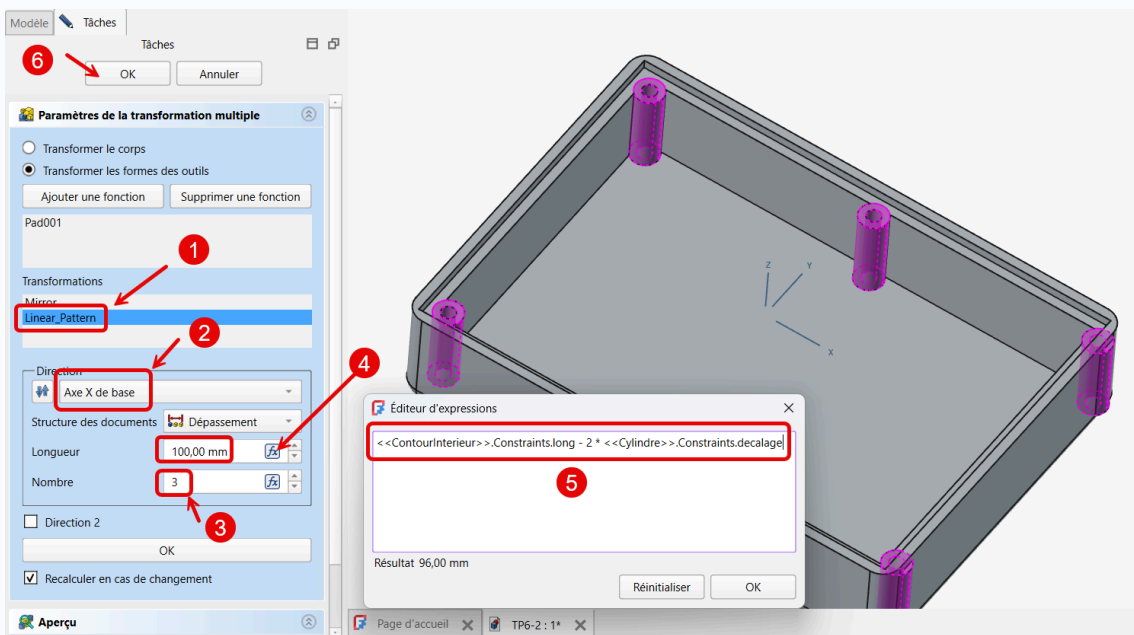 Modèle
Tâches
Tâches
6
OK
Annuler
Paramètres de la transformation multiple
Transformer le corps
Transformer les formes des outils
Ajouter une fonction
Supprimer une fonction
Pad001
1
Transformations
Mirror
Linear_Pattern
2
Direction
4
Axe X de base
Structure des documents
Dépassement
Longueur
100,00 mm
fx
Nombre
3
fx
3
Direction 2
OK
Recalculer en cas de changement
Aperçu
Z
Y
X
Éditeur d'expressions
<<ContourInterieur>>.Constraints.long - 2 * <<Cylindre>>.Constraints.decalage
5
Résultat 96,00 mm
Réinitialiser
OK
Page d'accueil
TP6-2 : 1*